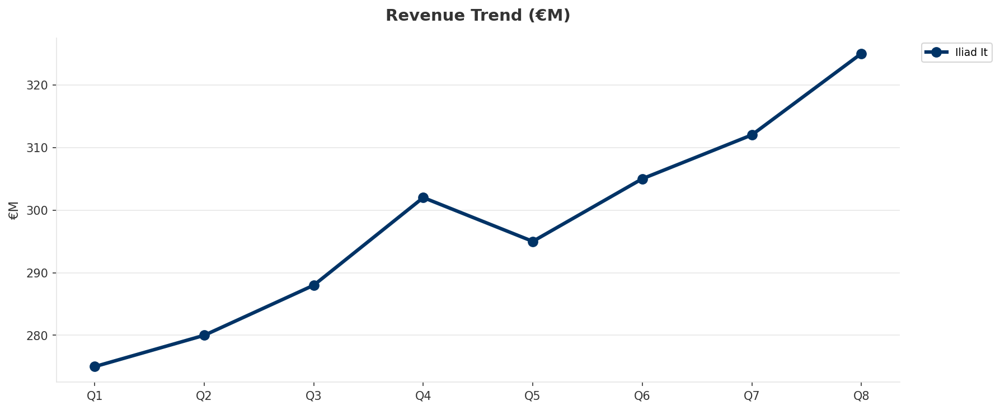 Revenue Trend (€M)
Iliad It
€M
320
310
300
290
280
Q1 Q2 Q3 Q4 Q5 Q6 Q7 Q8